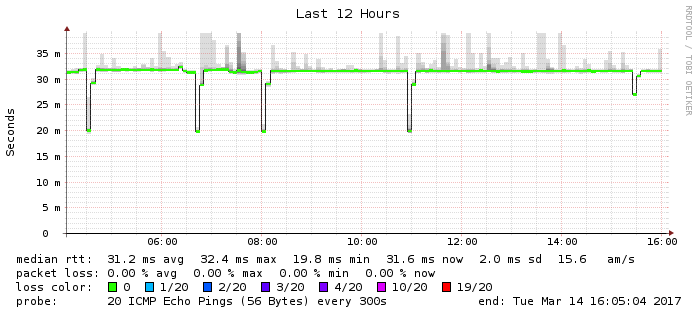 Last 12 Hours
RRDTOOL / TOBI OETIKER
Seconds
35 m
30 m
25 m
20 m
15 m
10 m
5 m
0
06:00 08:00 10:00 12:00 14:00 16:00
median rtt: 31.2 ms avg 32.4 ms max 19.8 ms min 31.6 ms now 2.0 ms sd 15.6 am/s
packet loss: 0.00 % avg 0.00 % max 0.00 % min 0.00 % now
loss color: 0 1/20 2/20 3/20 4/20 10/20 19/20
probe: 20 ICMP Echo Pings (56 Bytes) every 300s end: Tue Mar 14 16:05:04 2017